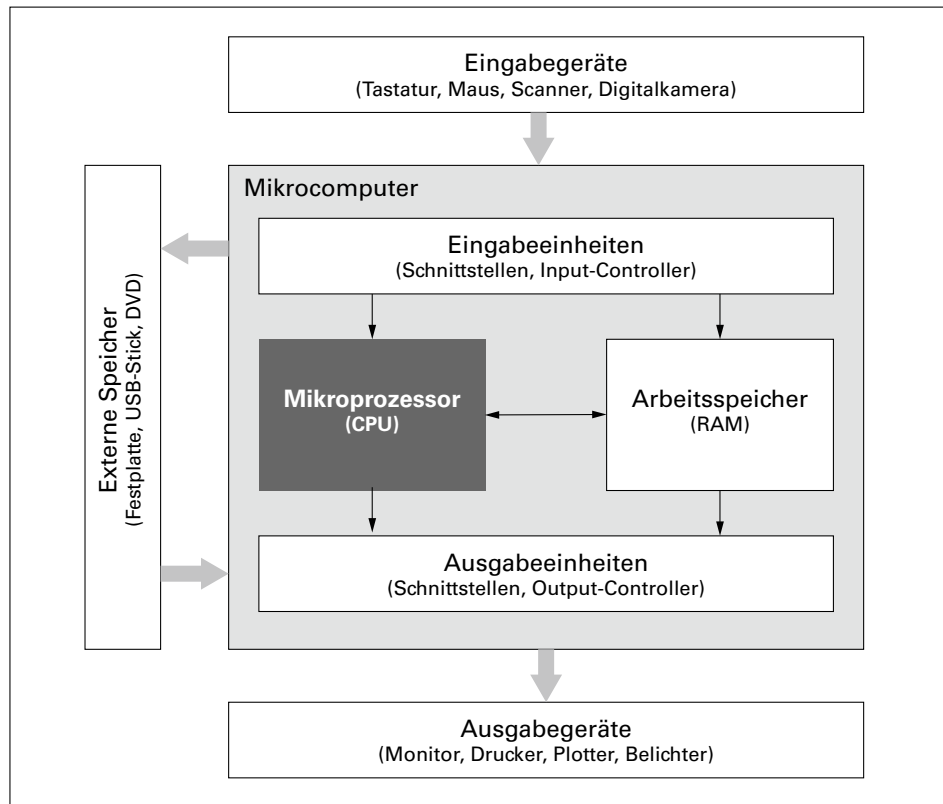 Eingabegeräte
(Tastatur, Maus, Scanner, Digitalkamera)
Mikrocomputer
Eingabeeinheiten
(Schnittstellen, Input-Controller)
Externe Speicher
(Festplatte, USB-Stick, DVD)
Mikroprozessor
(CPU)
Arbeitsspeicher
(RAM)
Ausgabeeinheiten
(Schnittstellen, Output-Controller)
Ausgabegeräte
(Monitor, Drucker, Plotter, Belichter)